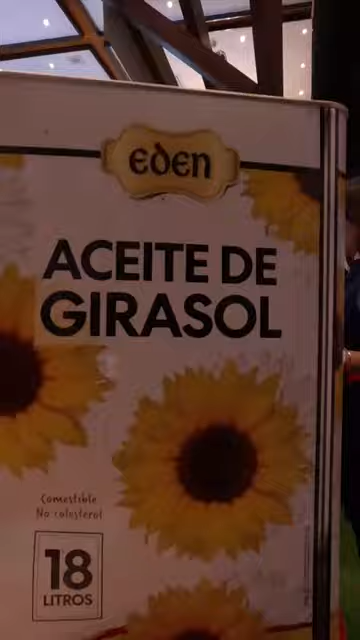 eden
ACEITE DE
GIRASOL
Comestible
No colesterol
18
LITROS